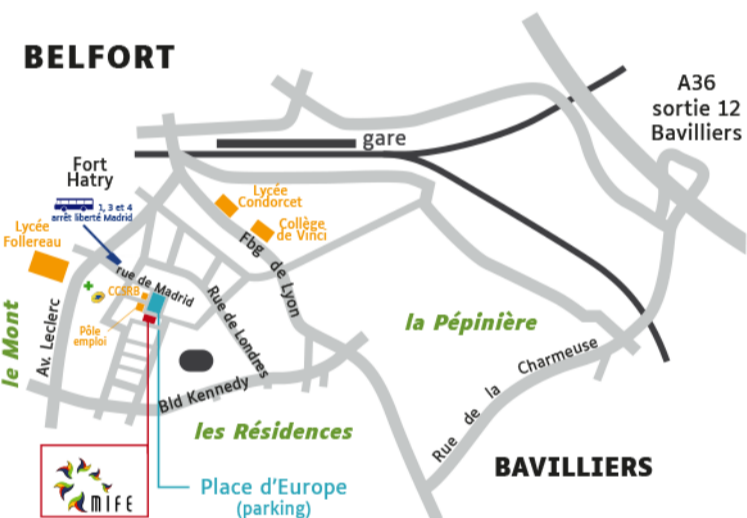 BELFORT
A36
sortie 12
Bavilliers
gare
Fort
Hatry
1, 3 et 4
arrêt liberté Madrid
Lycée
Condorcet
Collège
de Vinci
Lycée
Follereau
Fbg de Lyon
rue de Madrid
CCSRB
Pôle
emploi
Rue de Londres
Av. Leclerc
le Mont
la Pépinière
Rue de la Charmeuse
Bld Kennedy
les Résidences
BAVILLIERS
MIFE
Place d'Europe
(parking)